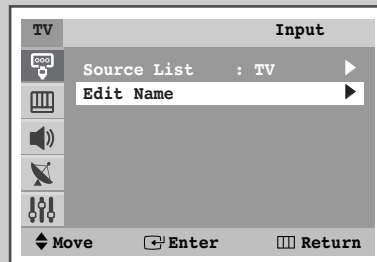 TV Input
Source List : TV
Edit Name
Move Enter Return